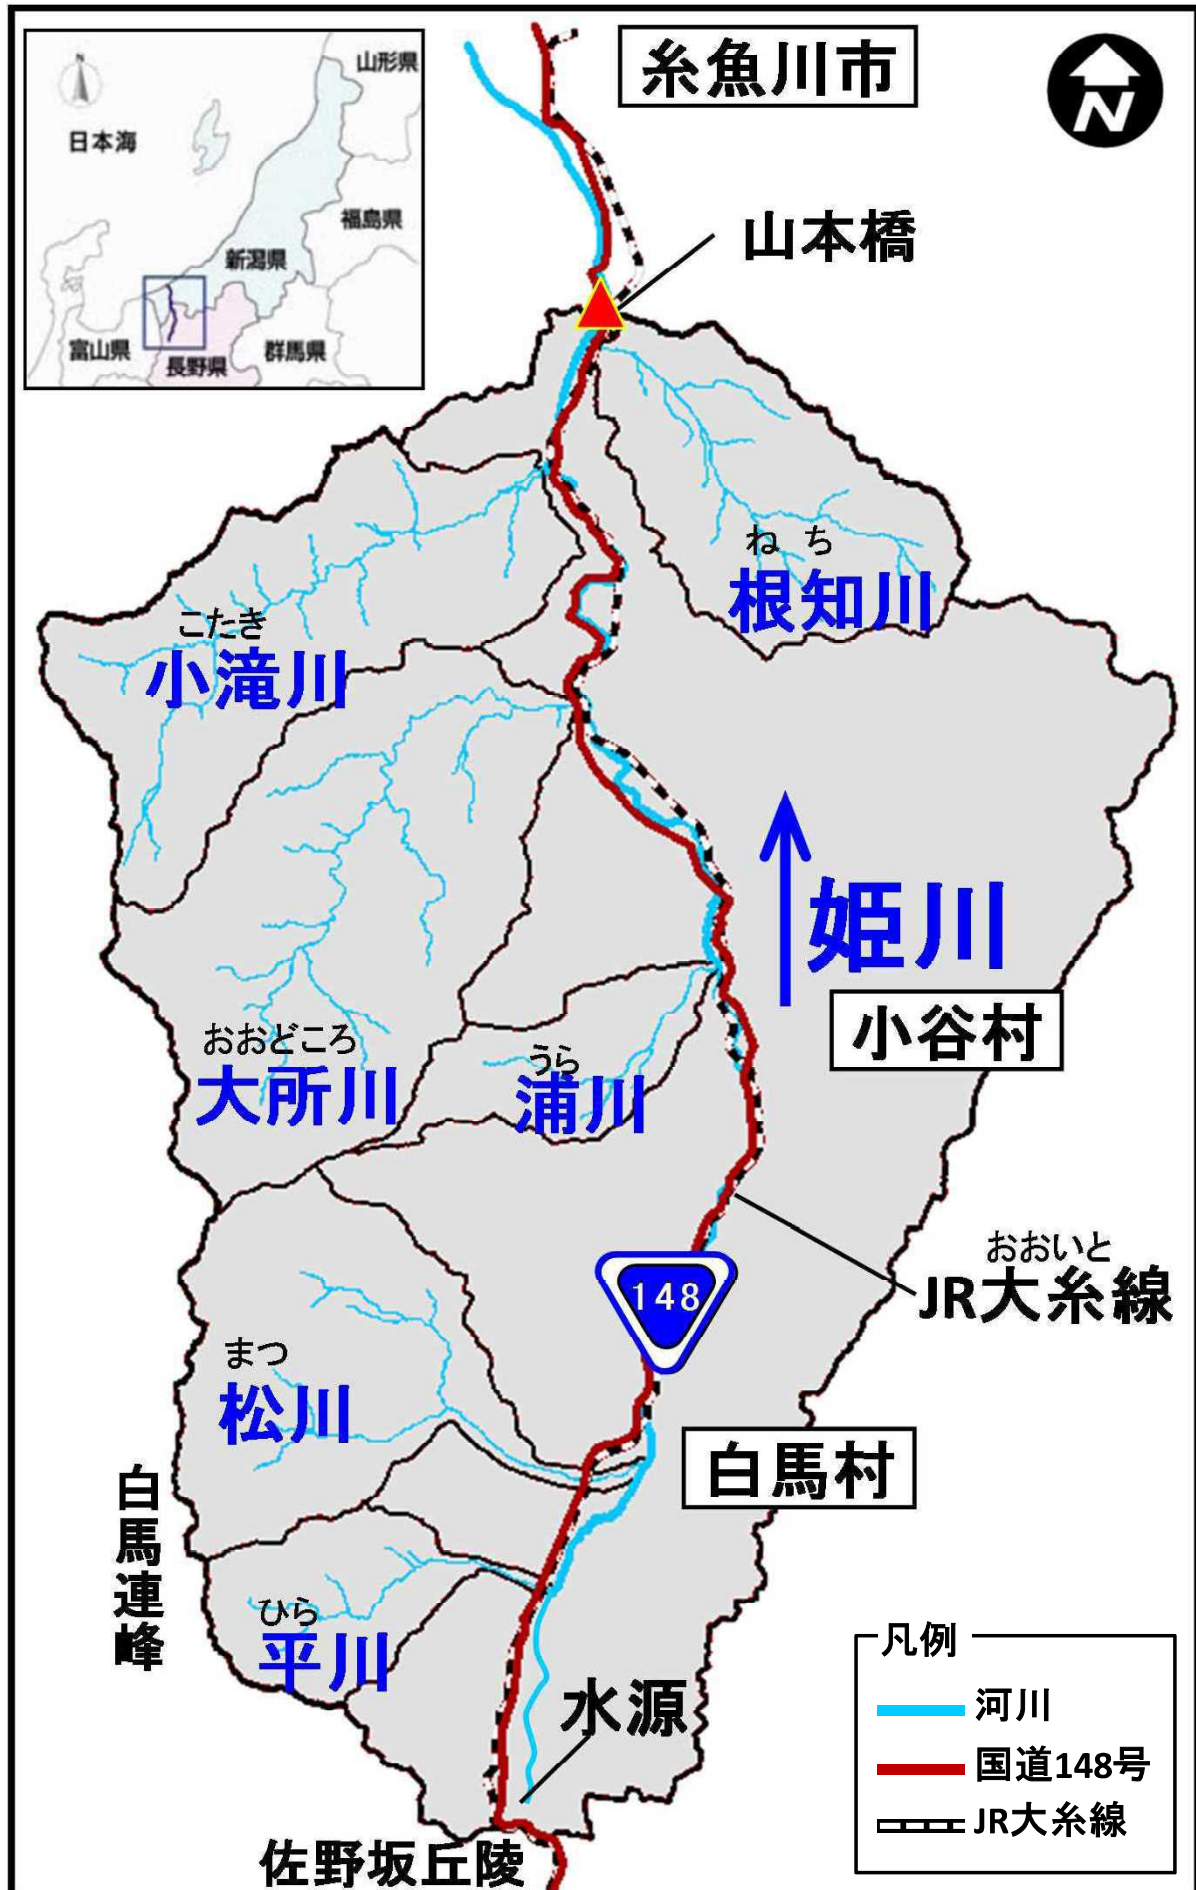 糸魚川市
N
N
山形県
日本海
福島県
新潟県
富山県
長野県
群馬県
山本橋
ねち
根知川
こたき
小滝川
姫川
小谷村
おおどころ
大所川
うら
浦川
おおいと
JR大糸線
148
まつ
松川
白馬村
白馬連峰
ひら
平川
水源
佐野坂丘陵
凡例
河川
国道148号
JR大糸線